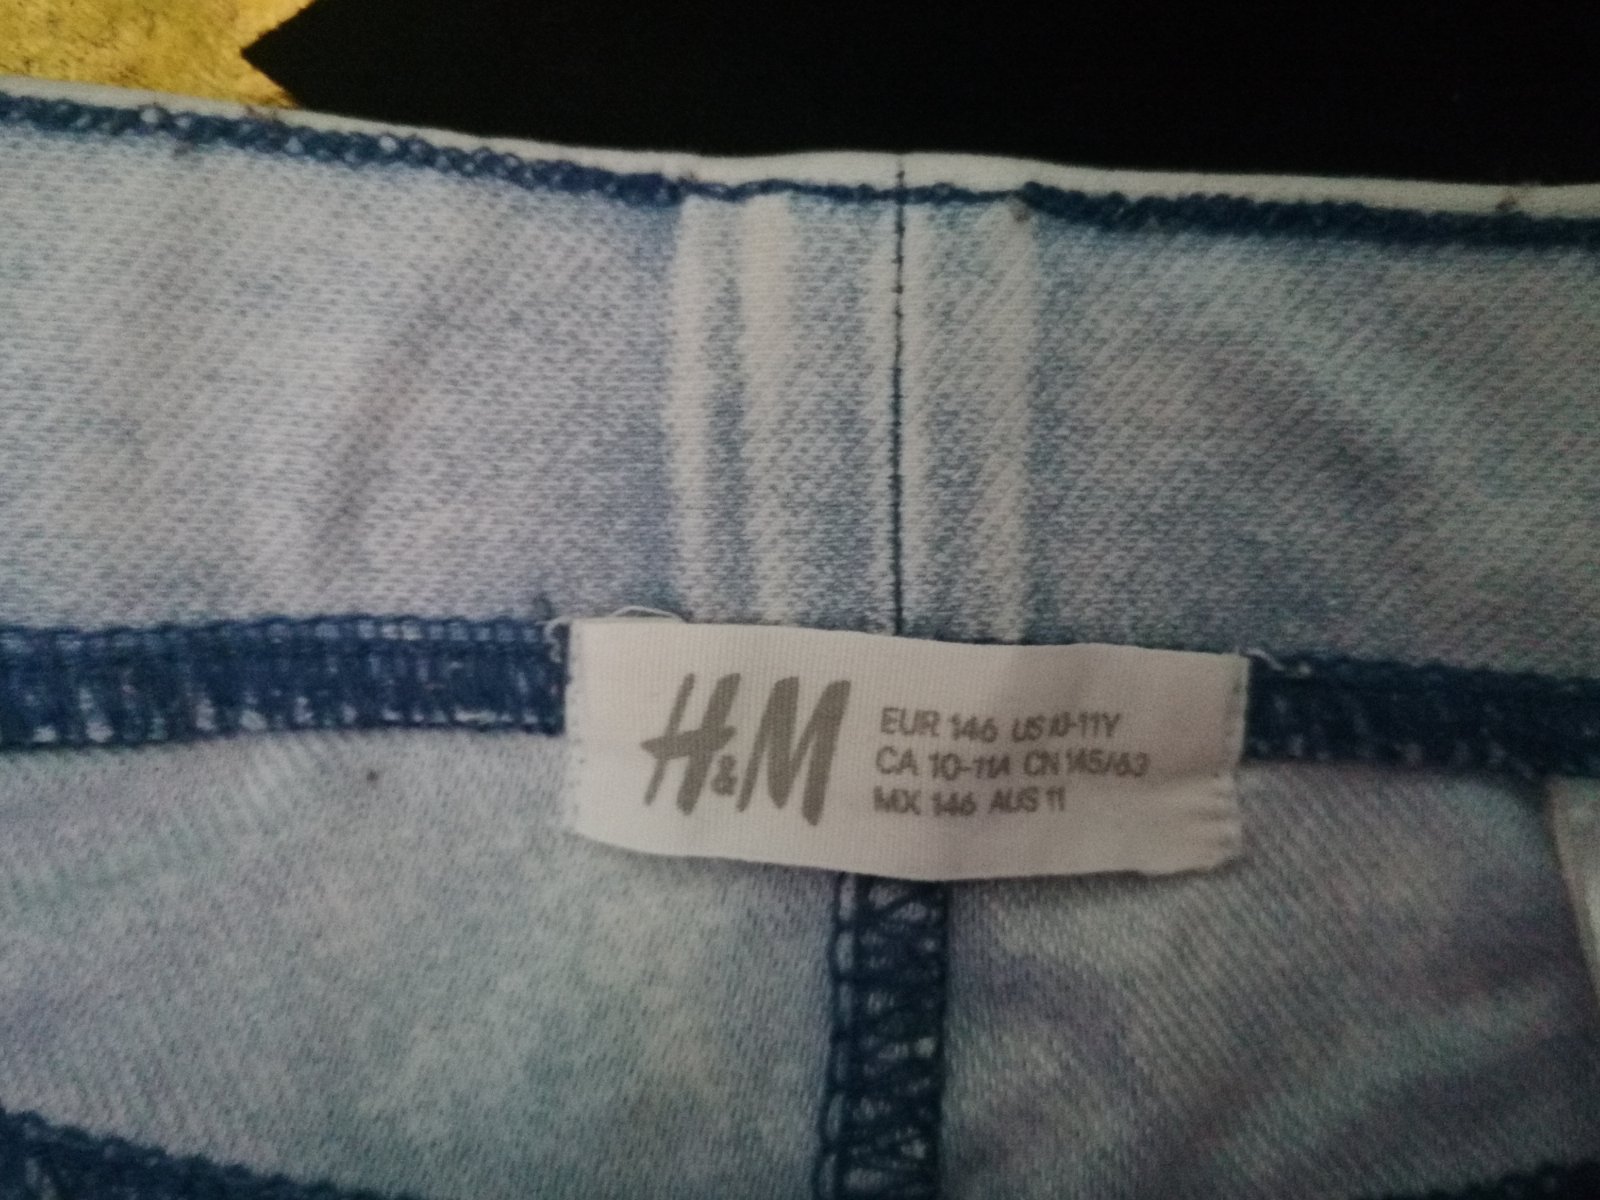 H&M
EUR 146 US 10-11Y
CA 10-11A CN 145/63
MX 146 AUS 11